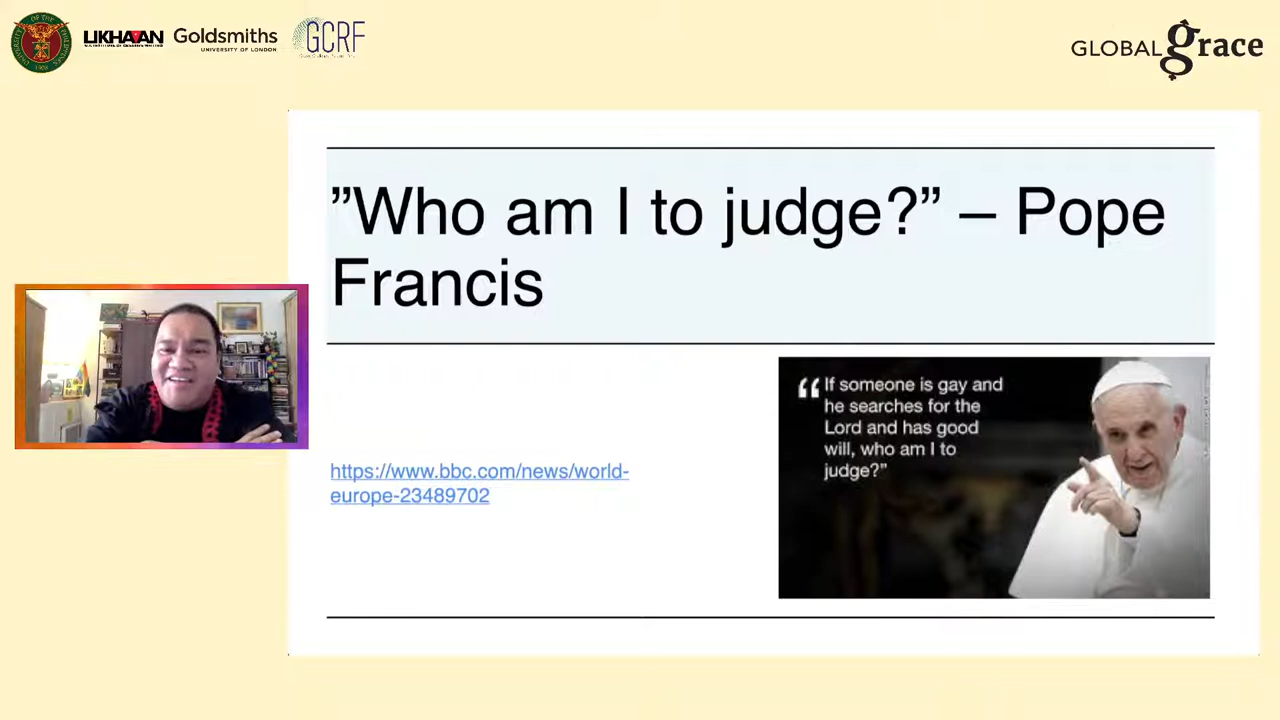 LIKHAAN
Goldsmiths
UNIVERSITY OF LONDON
GCRF
GLOBAL grace
”Who am I to judge?” – Pope
Francis
https://www.bbc.com/news/world-
europe-23489702
“If someone is gay and
he searches for the
Lord and has good
will, who am I to
judge?”